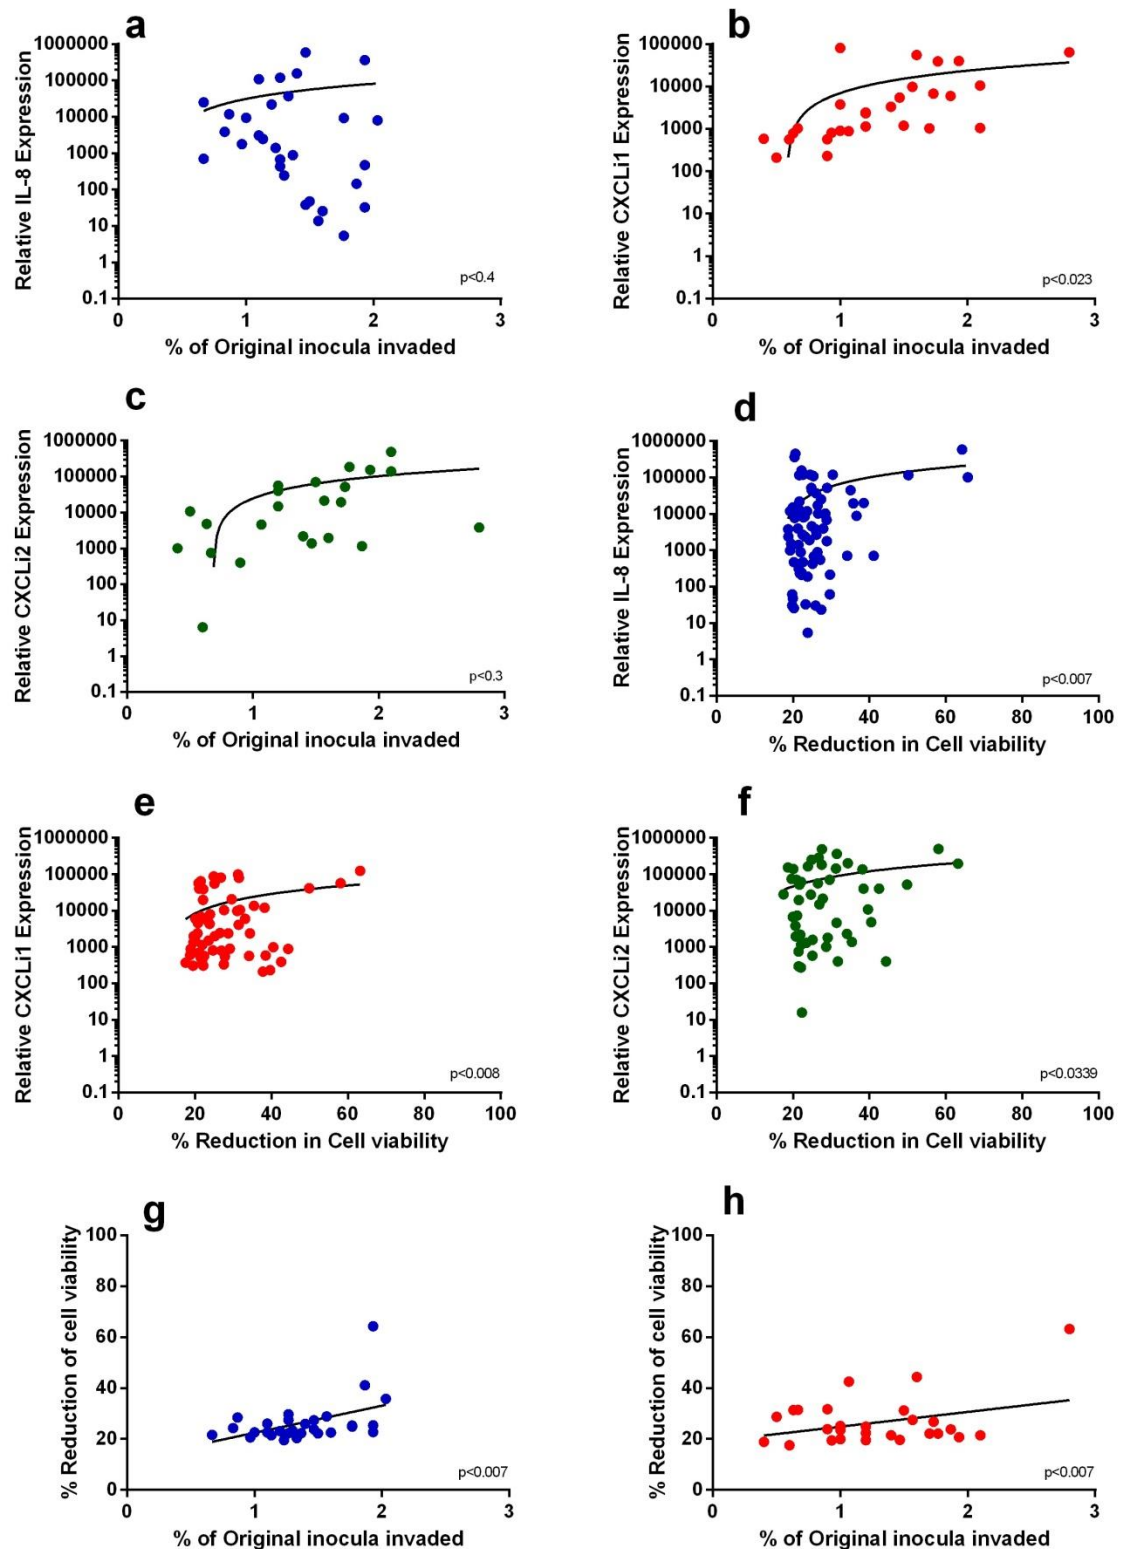 a
Relative IL-8 Expression
1000000
100000
10000
1000
100
10
1
0.1
p<0.4
0 1 2 3
% of Original inocula invaded
b
Relative CXCLi1 Expression
100000
10000
1000
100
10
1
0.1
p<0.023
0 1 2 3
% of Original inocula invaded
c
Relative CXCLi2 Expression
1000000
100000
10000
1000
100
10
1
0.1
p<0.3
0 1 2 3
% of Original inocula invaded
d
Relative IL-8 Expression
1000000
100000
10000
1000
100
10
1
0.1
p<0.007
0 20 40 60 80 100
% Reduction in Cell viability
e
Relative CXCLi1 Expression
1000000
100000
10000
1000
100
10
1
0.1
p<0.008
0 20 40 60 80 100
% Reduction in Cell viability
f
Relative CXCLi2 Expression
1000000
100000
10000
1000
100
10
1
0.1
p<0.0339
0 20 40 60 80 100
% Reduction in Cell viability
g
% Reduction of cell viability
100
80
60
40
20
0
p<0.007
0 1 2 3
% of Original inocula invaded
h
% Reduction of cell viability
100
80
60
40
20
0
p<0.007
0 1 2 3
% of Original inocula invaded